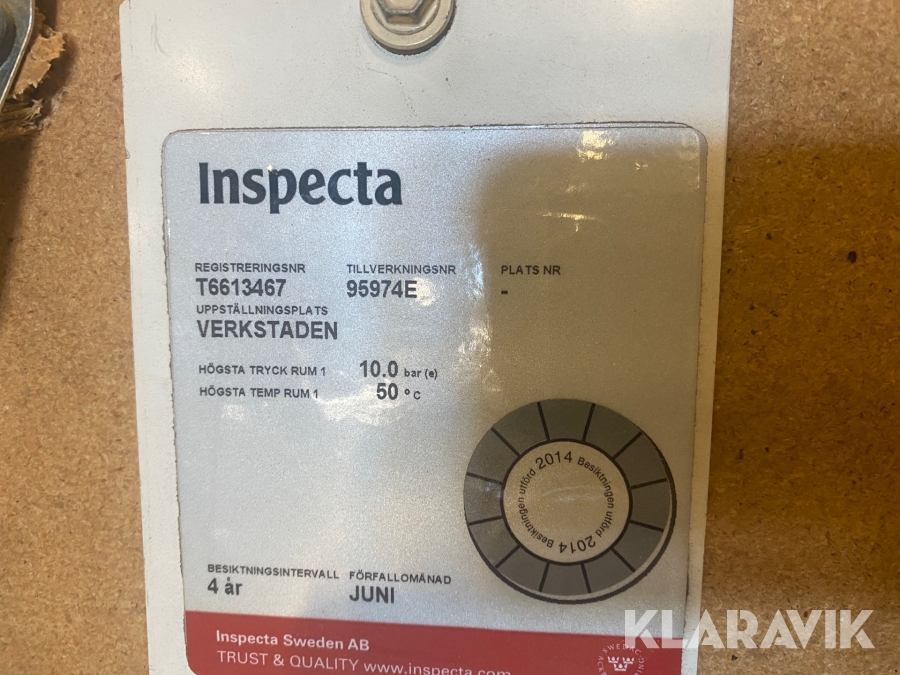 Inspecta
REGISTRERINGSNR TILLVERKNINGSNR PLATS NR
T6613467 95974E -
UPPSTÄLLNINGSPLATS
VERKSTADEN
HÖGSTA TRYCK RUM 1 10.0 bar (e)
HÖGSTA TEMP RUM 1 50 °C
2014 Besiktningen utförd 2014 Besiktningen utförd
BESIKTNINGSINTERVALL FÖRFALLOMÅNAD
4 år JUNI
Inspecta Sweden AB
TRUST & QUALITY www.inspecta.com
KLARAVIK